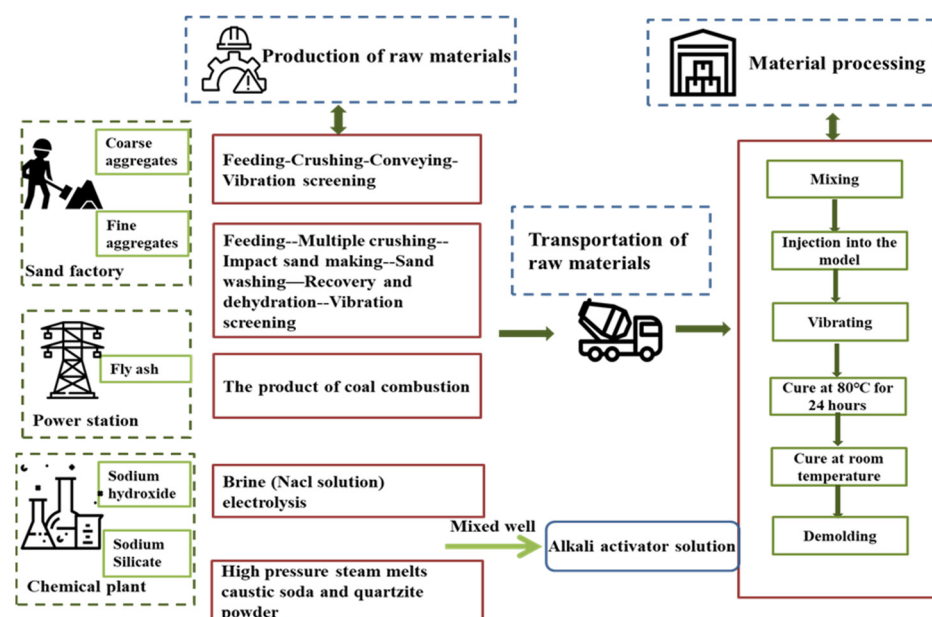 Production of raw materials
Material processing
Coarse
aggregates
Fine
aggregates
Sand factory
Feeding-Crushing-Conveying-
Vibration screening
Feeding--Multiple crushing--
Impact sand making--Sand
washing—Recovery and
dehydration--Vibration
screening
Fly ash
Power station
The product of coal combustion
Sodium
hydroxide
Sodium
Silicate
Chemical plant
Brine (Nacl solution)
electrolysis
High pressure steam melts
caustic soda and quartzite
powder
Mixed well
Alkali activator solution
Transportation of
raw materials
Mixing
Injection into the
model
Vibrating
Cure at 80℃ for
24 hours
Cure at room
temperature
Demolding